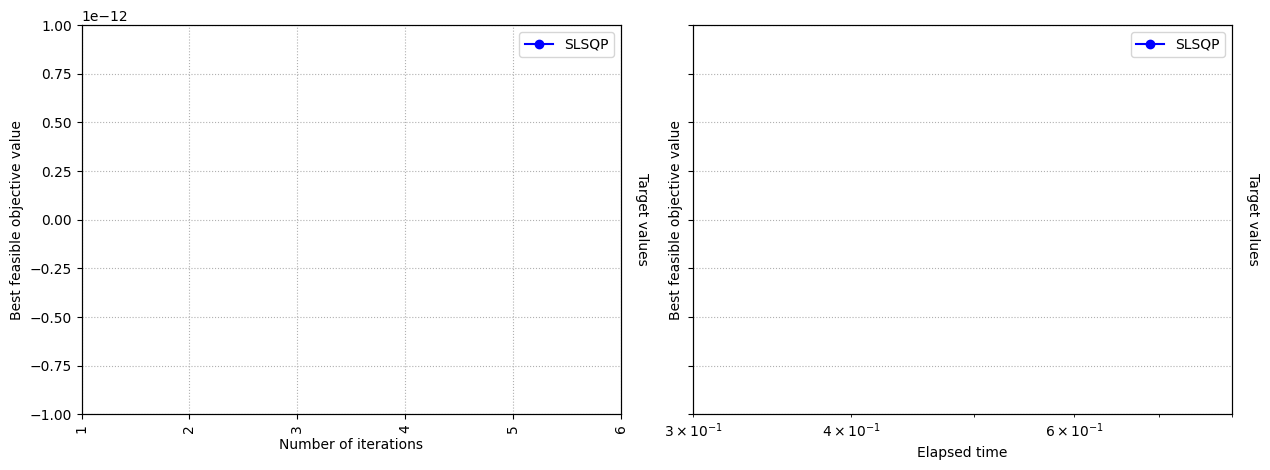 1e−12
1.00
0.75
0.50
0.25
0.00
−0.25
−0.50
−0.75
−1.00
Best feasible objective value
1
2
3
4
5
6
Number of iterations
Target values
SLSQP
Best feasible objective value
3 × 10⁻¹
4 × 10⁻¹
6 × 10⁻¹
Elapsed time
Target values
SLSQP